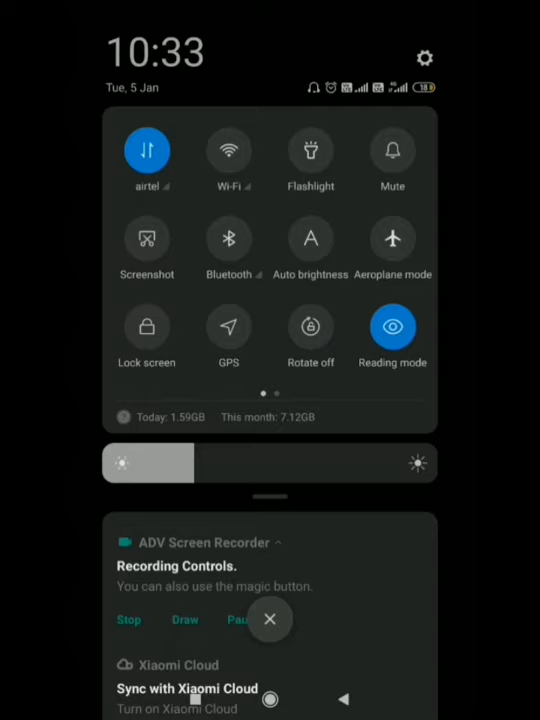 10:33
Tue, 5 Jan
18
airtel
Wi-Fi
Flashlight
Mute
Screenshot
Bluetooth
Auto brightness
Aeroplane mode
Lock screen
GPS
Rotate off
Reading mode
Today: 1.59GB This month: 7.12GB
ADV Screen Recorder
Recording Controls.
You can also use the magic button.
Stop Draw
Xiaomi Cloud
Sync with Xiaomi Cloud
Turn on Xiaomi Cloud